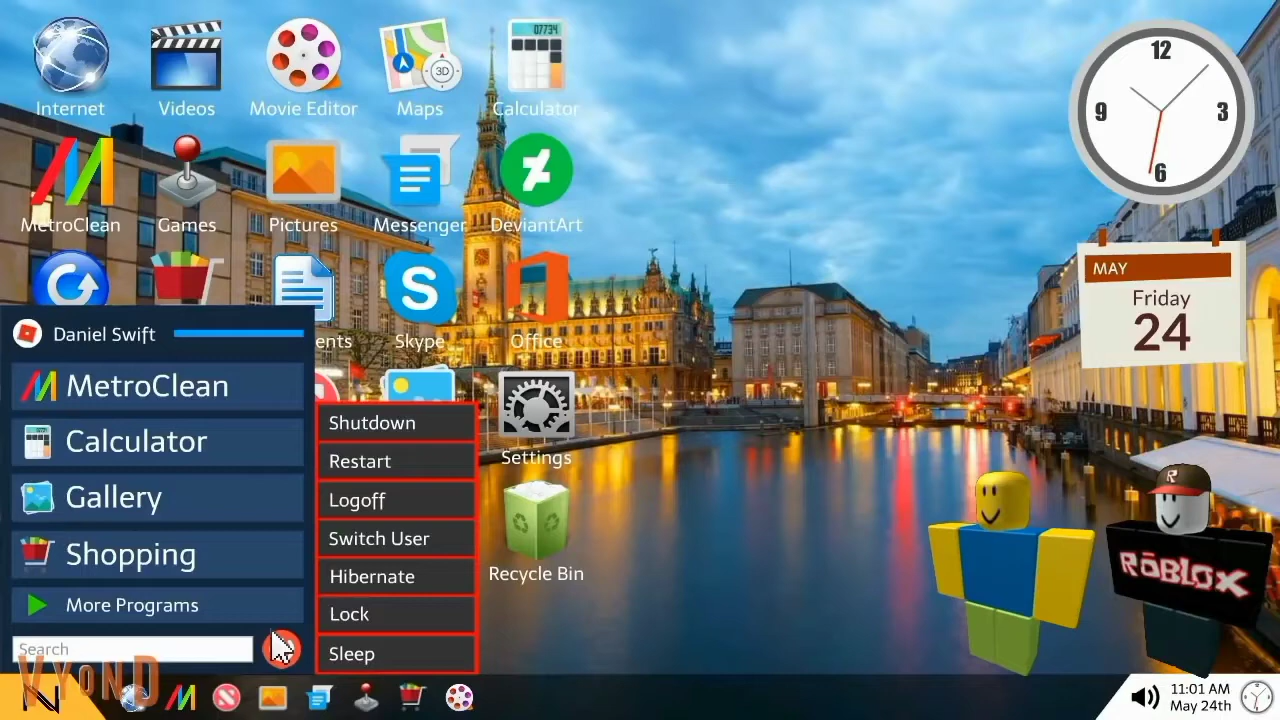 Internet
Videos
Movie Editor
Maps
3D
Calculator
07734
MetroClean
Games
Pictures
Messenger
DeviantArt
ents
Skype
Office
Settings
Recycle Bin
12
3
6
9
MAY
Friday
24
Daniel Swift
MetroClean
Calculator
Gallery
Shopping
More Programs
Search
Shutdown
Restart
Logoff
Switch User
Hibernate
Lock
Sleep
R
ROBLOX
VYOND
N
11:01 AM
May 24th